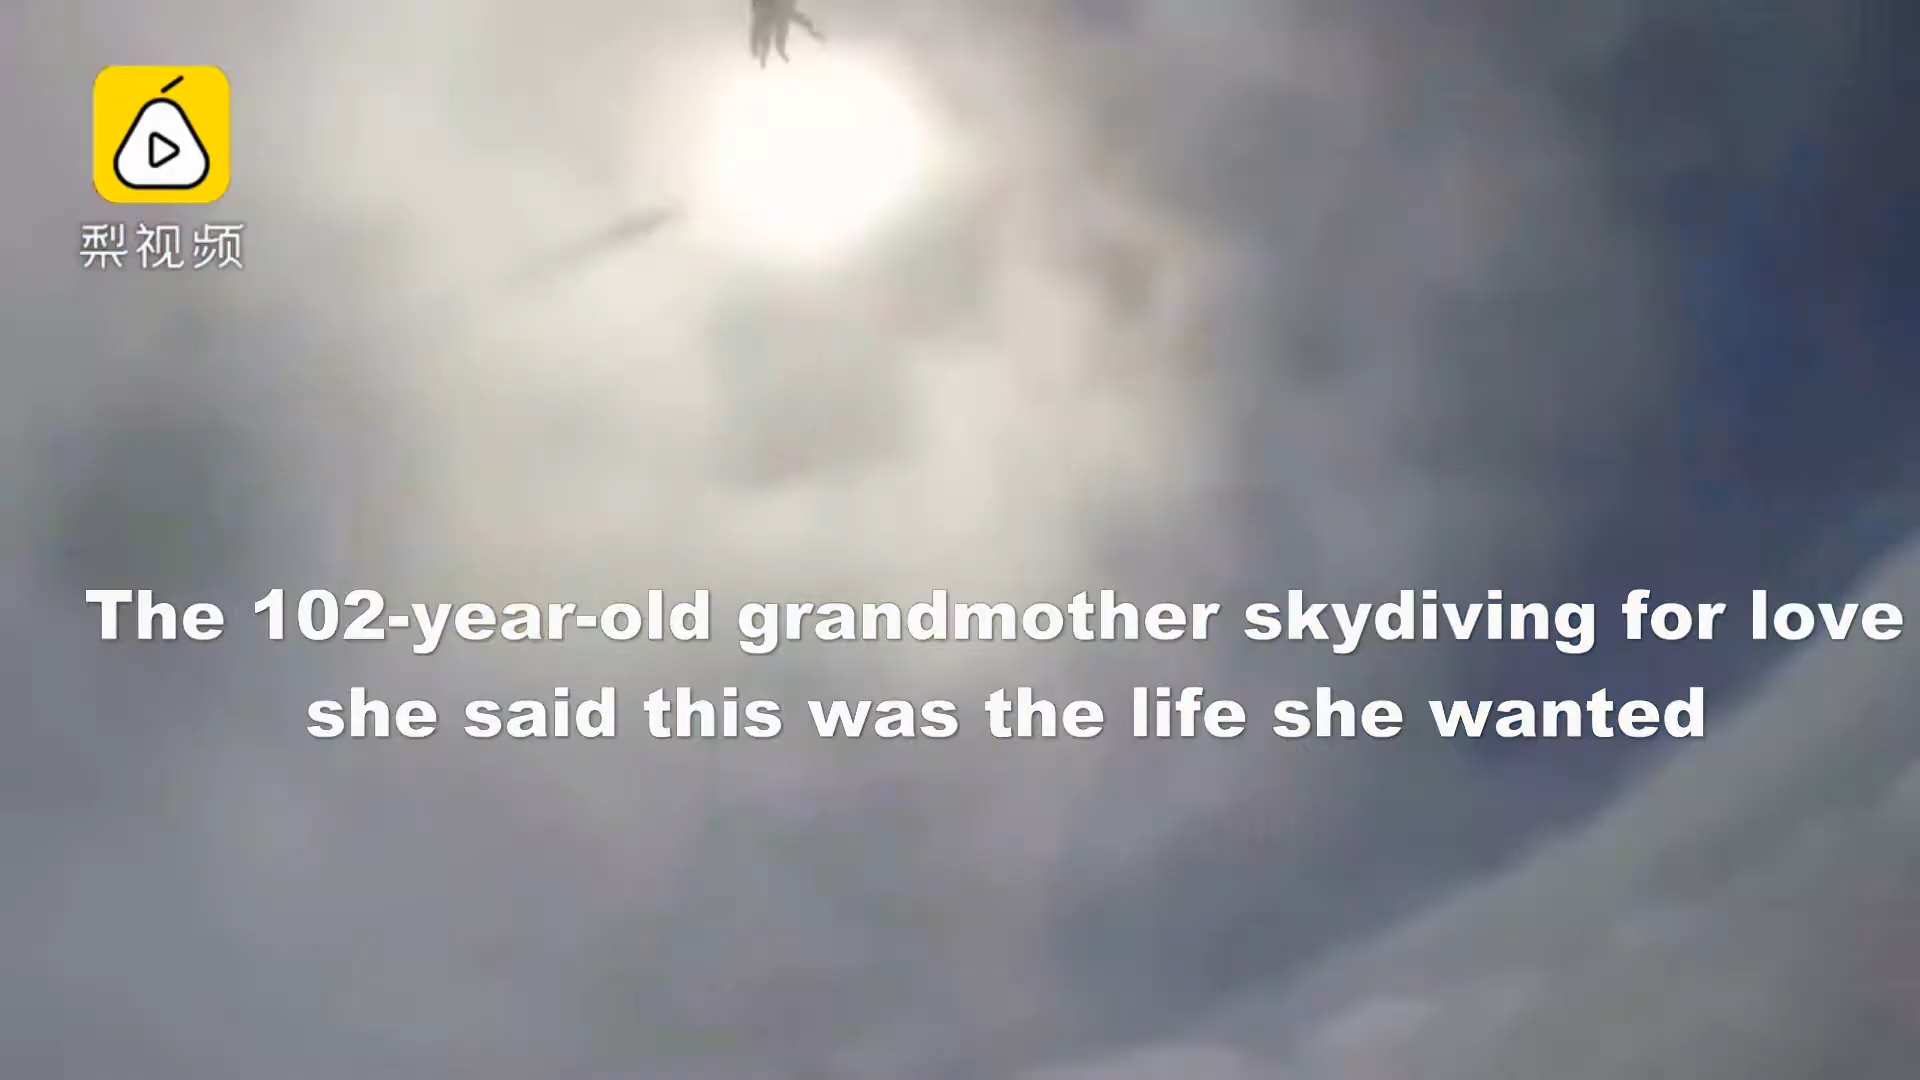 梨视频
The 102-year-old grandmother skydiving for love
she said this was the life she wanted